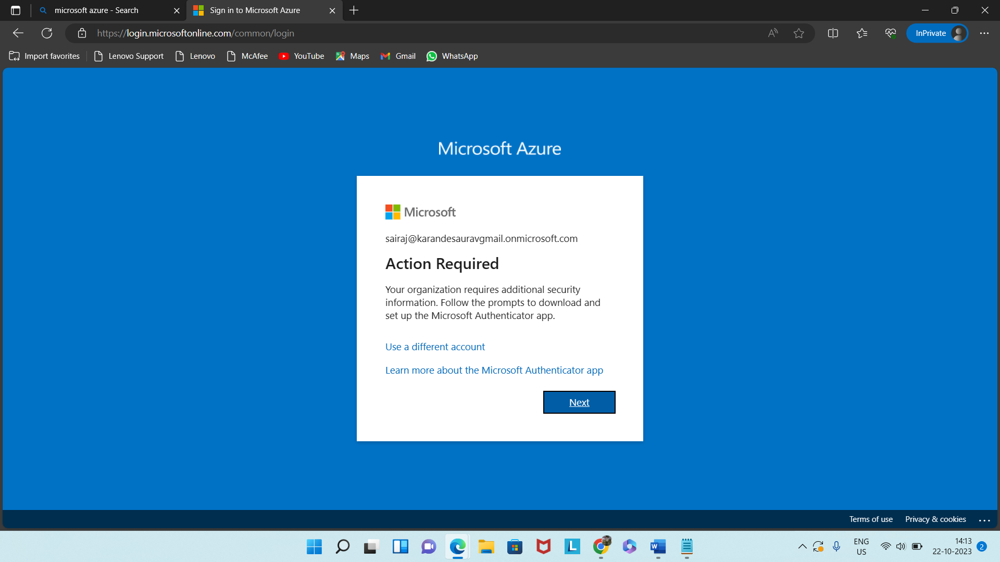 microsoft azure - Search
Sign in to Microsoft Azure
https://login.microsoftonline.com/common/login
InPrivate
Import favorites
Lenovo Support
Lenovo
McAfee
YouTube
Maps
Gmail
WhatsApp
Microsoft Azure
Microsoft
sairaj@karandesauravgmail.onmicrosoft.com
Action Required
Your organization requires additional security
information. Follow the prompts to download and
set up the Microsoft Authenticator app.
Use a different account
Learn more about the Microsoft Authenticator app
Next
Terms of use
Privacy & cookies
ENG
US
14:13
22-10-2023
2